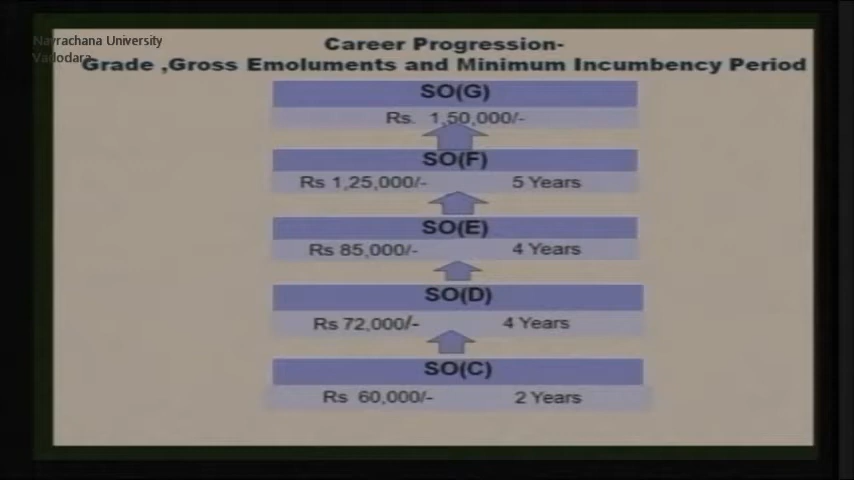 Navrachana University
Vadodara
Career Progression-
Grade ,Gross Emoluments and Minimum Incumbency Period
SO(G)
Rs. 1,50,000/-
SO(F)
Rs 1,25,000/- 5 Years
SO(E)
Rs 85,000/- 4 Years
SO(D)
Rs 72,000/- 4 Years
SO(C)
Rs 60,000/- 2 Years